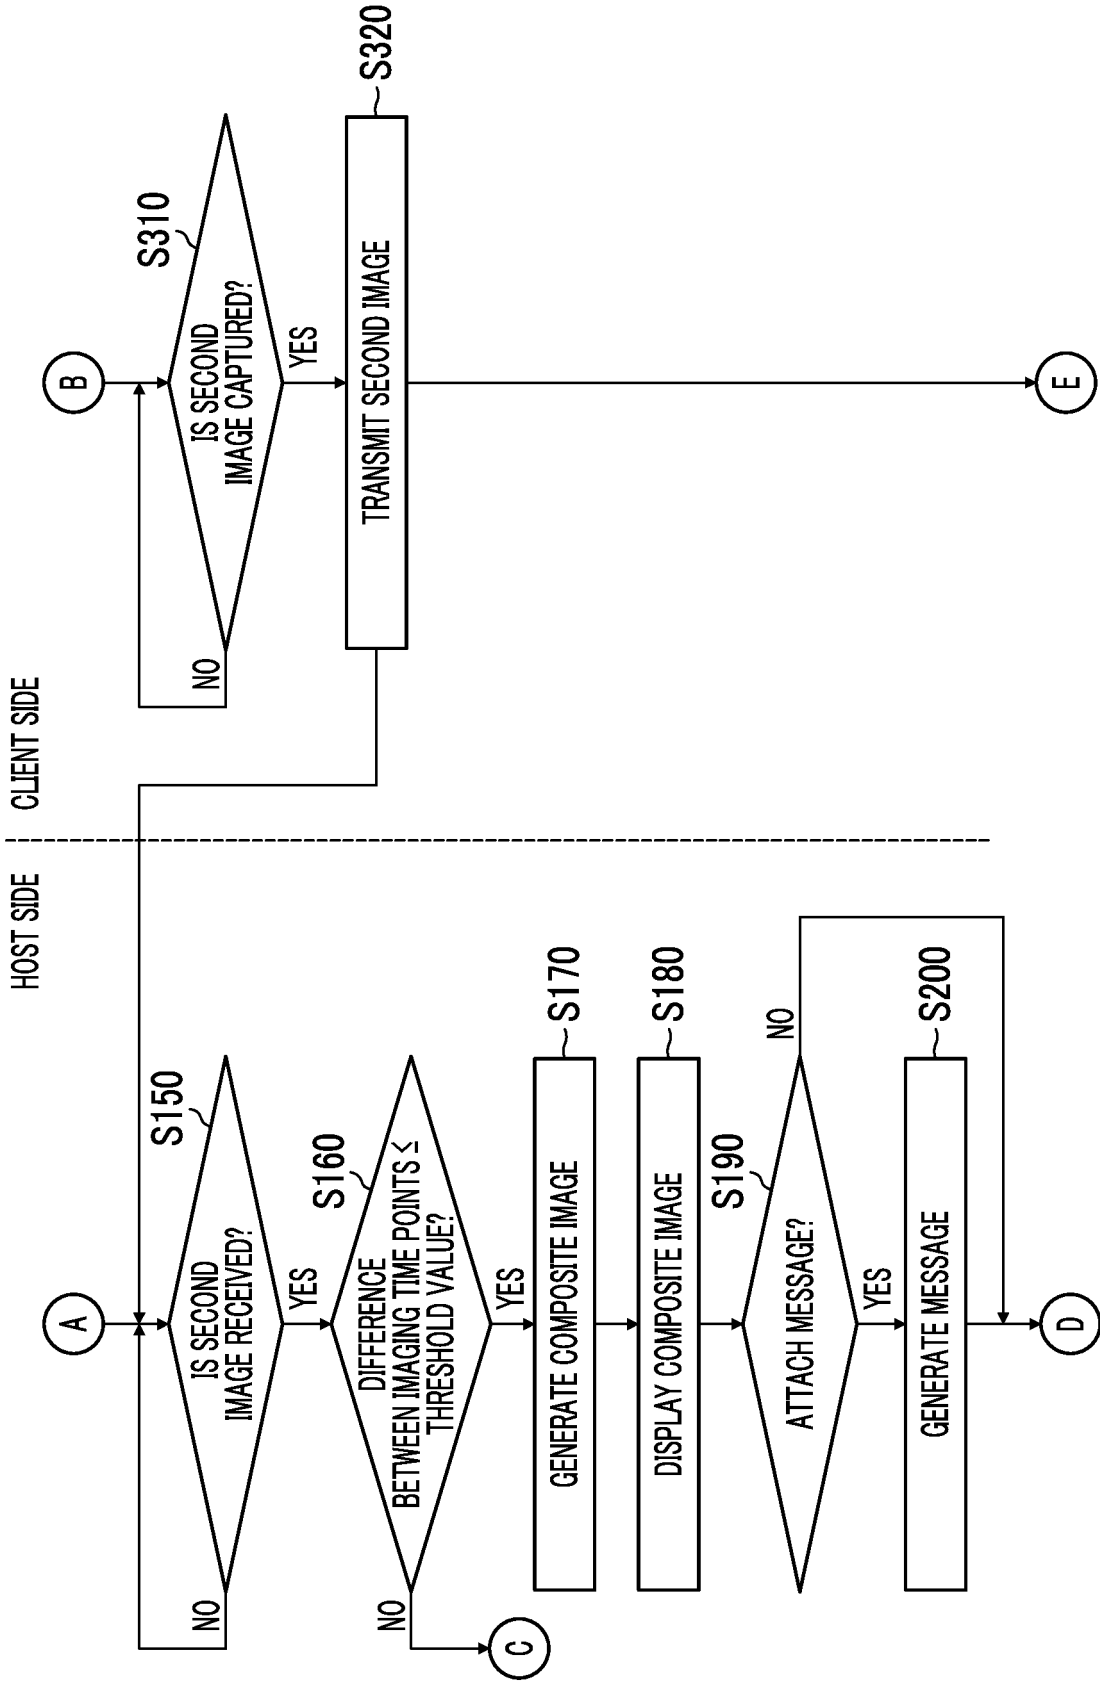 HOST SIDE
CLIENT SIDE
A
S150
IS SECOND
IMAGE RECEIVED?
NO
YES
S160
DIFFERENCE
BETWEEN IMAGING TIME POINTS ≤
THRESHOLD VALUE?
NO
C
YES
GENERATE COMPOSITE IMAGE
S170
DISPLAY COMPOSITE IMAGE
S180
S190
ATTACH MESSAGE?
NO
YES
GENERATE MESSAGE
S200
D
B
S310
IS SECOND
IMAGE CAPTURED?
NO
YES
TRANSMIT SECOND IMAGE
S320
E